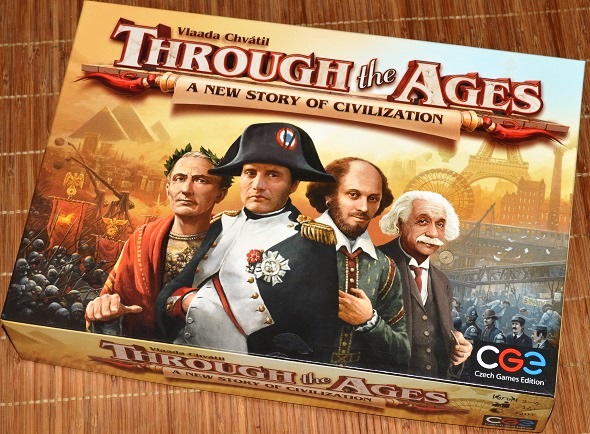 Vlaada Chvátil
THROUGH the AGES
A NEW STORY OF CIVILIZATION
CGE
Czech Games Edition
Vlaada Chvátil
THROUGH the AGES
A NEW STORY OF CIVILIZATION